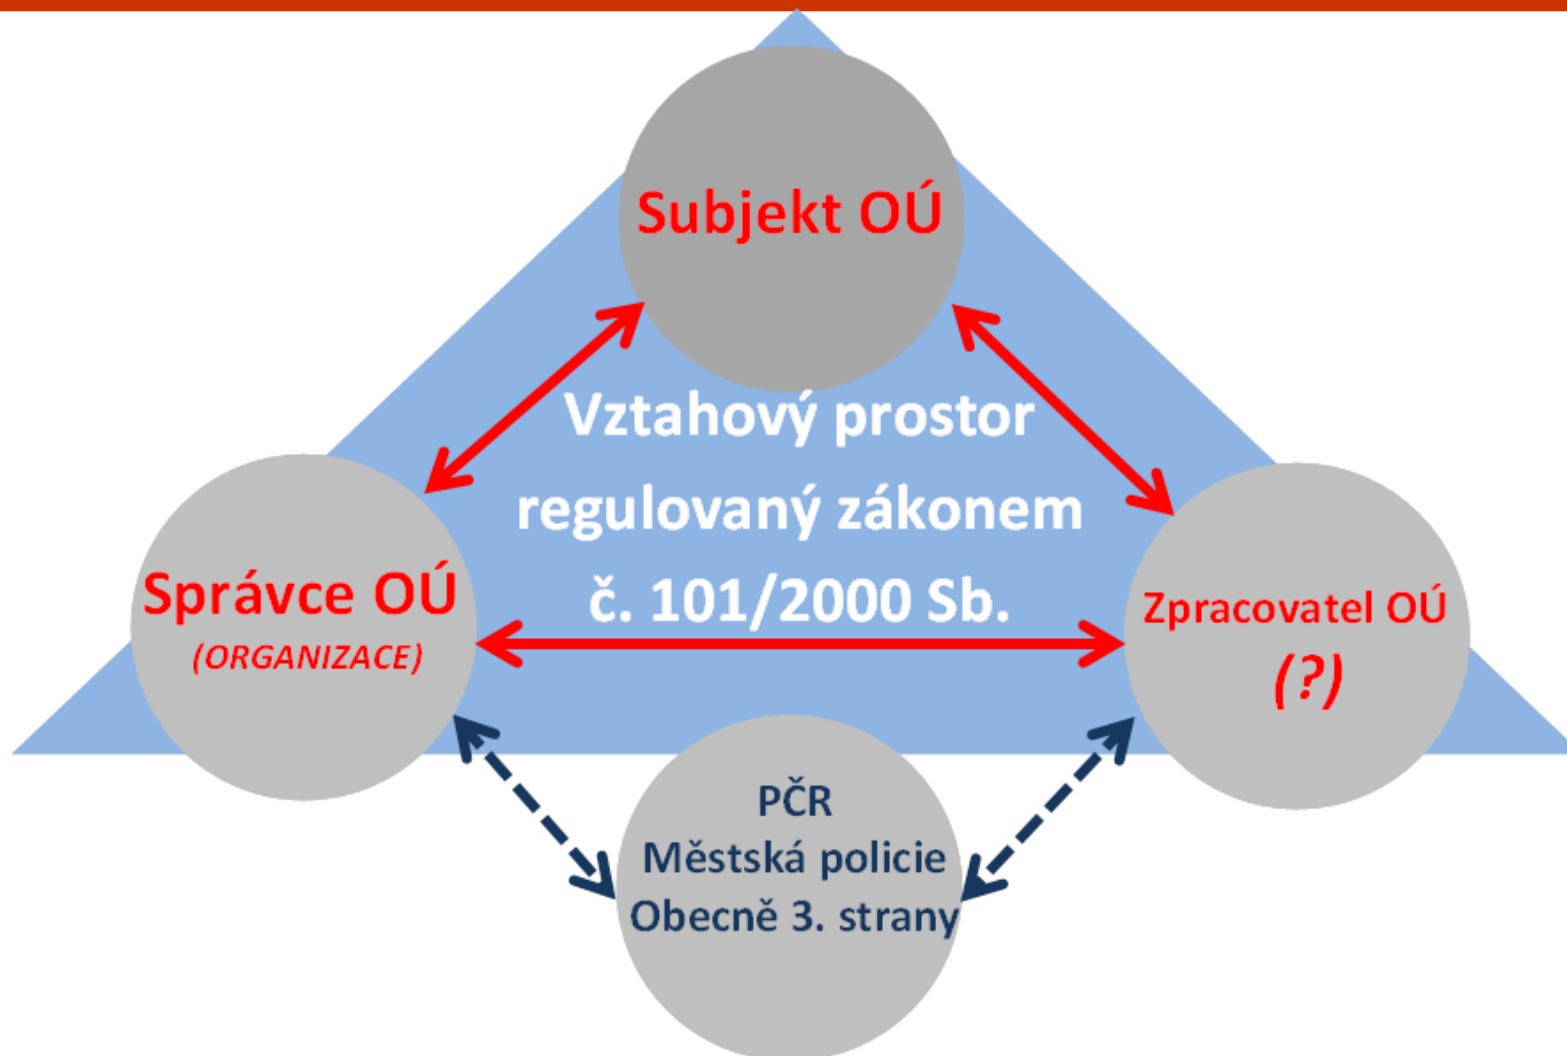 Subjekt OÚ
Vztahový prostor
regulovaný zákonem
č. 101/2000 Sb.
Správce OÚ
(ORGANIZACE)
Zpracovatel OÚ
(?)
PČR
Městská policie
Obecně 3. strany